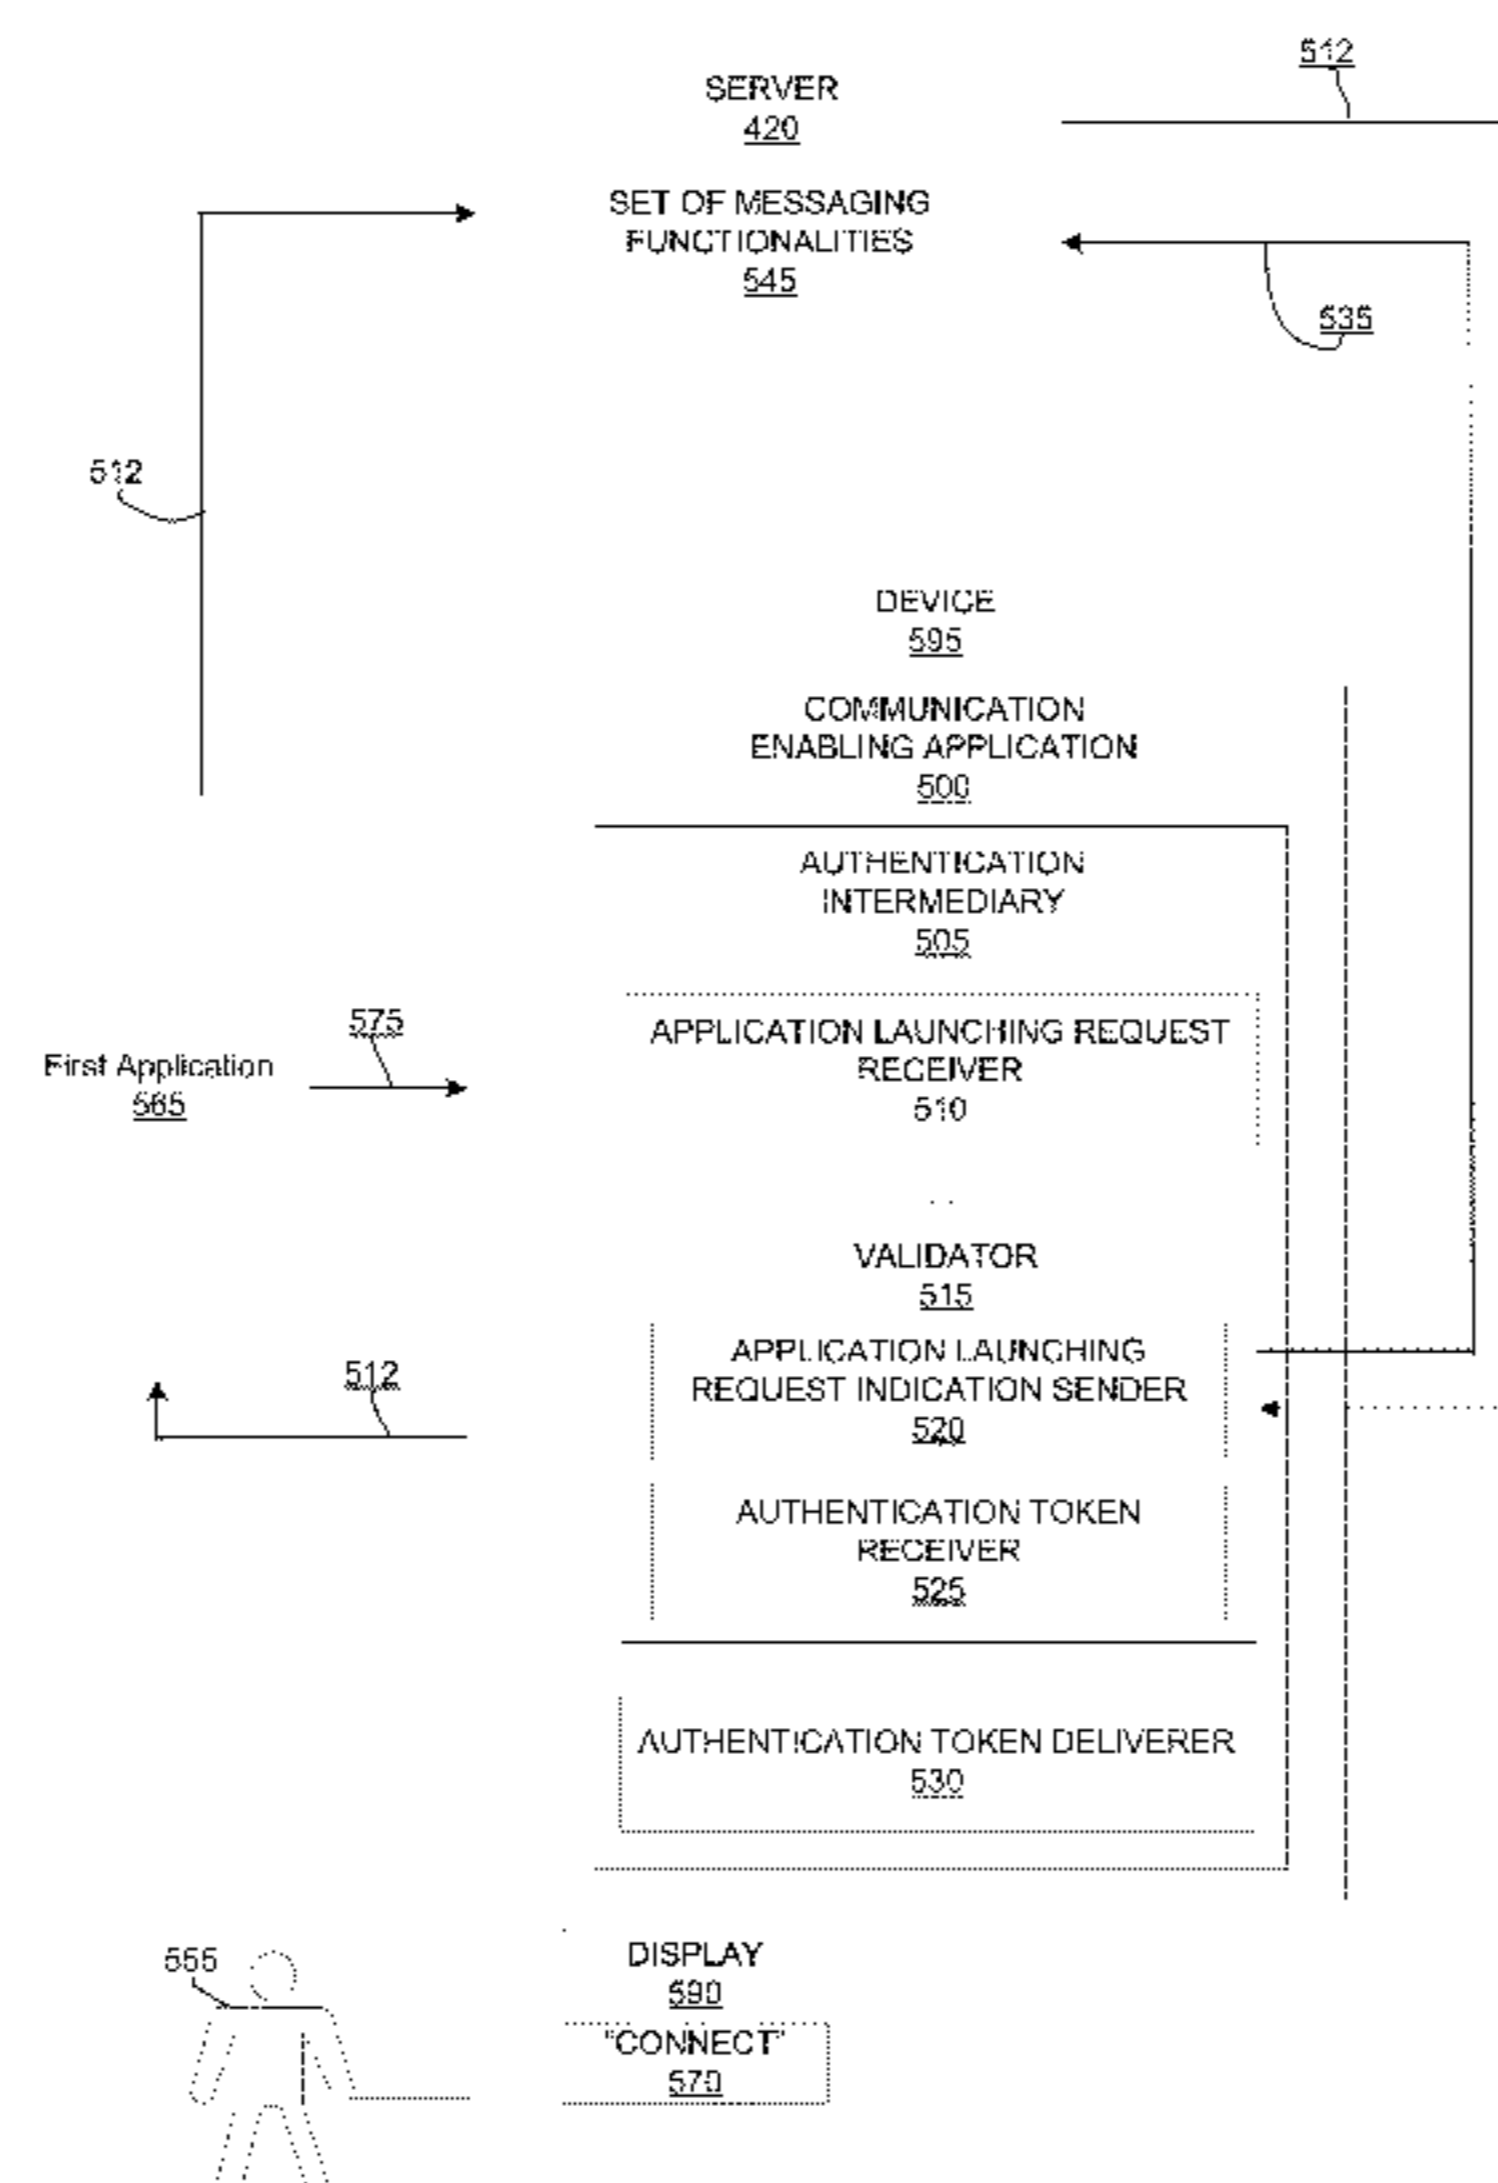 512
SERVER
420
SET OF MESSAGING
FUNCTIONALITIES
545
535
512
DEVICE
595
COMMUNICATION
ENABLING APPLICATION
500
AUTHENTICATION
INTERMEDIARY
505
575
First Application
565
APPLICATION LAUNCHING REQUEST
RECEIVER
510
VALIDATOR
515
512
APPLICATION LAUNCHING
REQUEST INDICATION SENDER
520
AUTHENTICATION TOKEN
RECEIVER
525
AUTHENTICATION TOKEN DELIVERER
530
555
DISPLAY
590
"CONNECT"
570